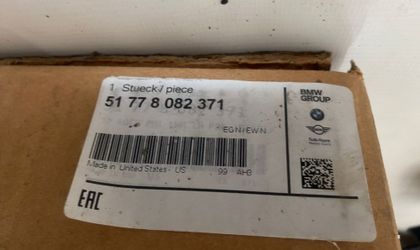 1 Stueck / piece
51 77 8 082 371
EGN/EWN
Made in United States - US 99 4H3
EAC
BMW
GROUP